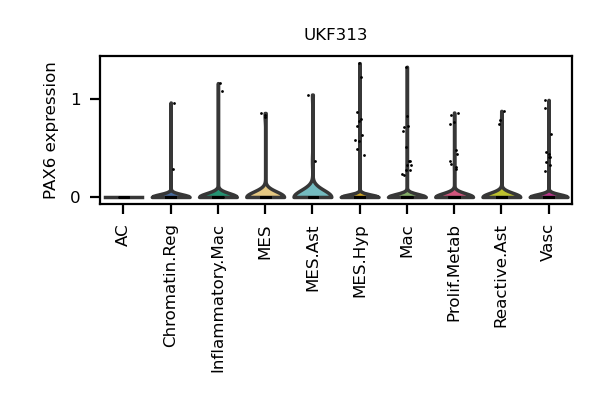 UKF313
PAX6 expression
1
0
AC
Chromatin.Reg
Inflammatory.Mac
MES
MES.Ast
MES.Hyp
Mac
Prolif.Metab
Reactive.Ast
Vasc